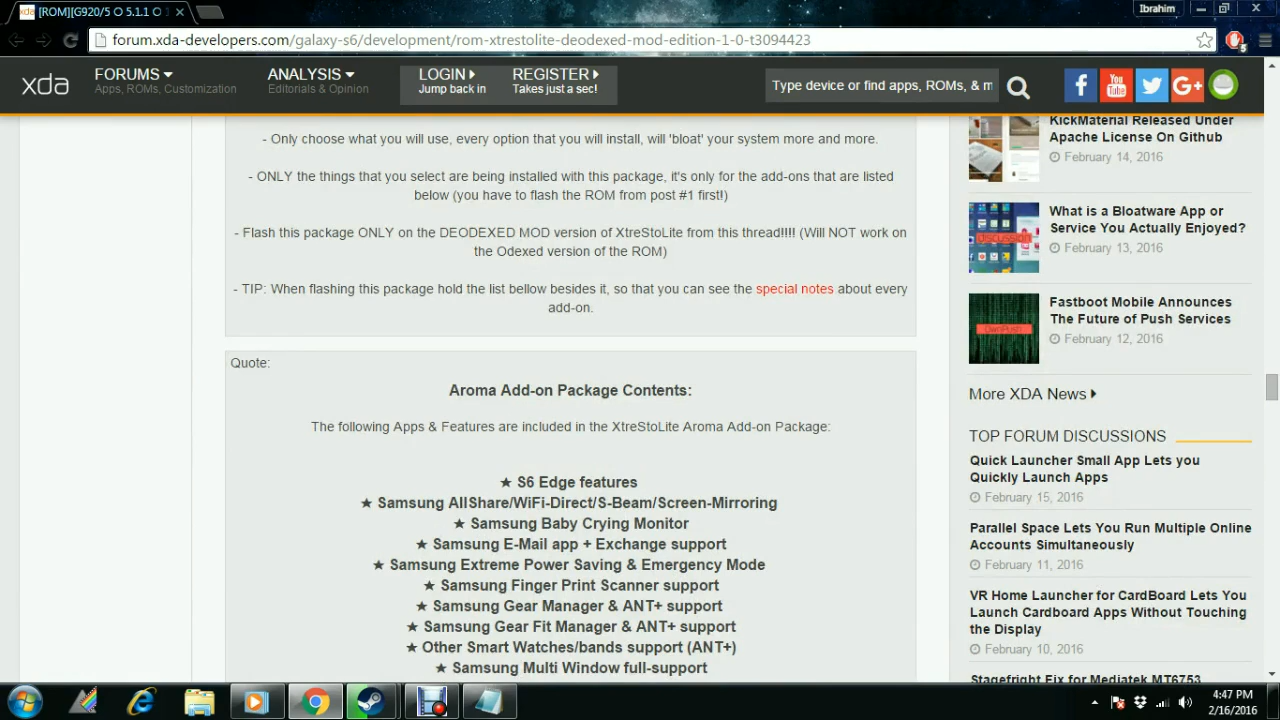 [ROM][G920/5 O 5.1.1 O
Ibrahim
forum.xda-developers.com/galaxy-s6/development/rom-xtrestolite-deodexed-mod-edition-1-0-t3094423
xda
FORUMS
Apps, ROMs, Customization
ANALYSIS
Editorials & Opinion
LOGIN
Jump back in
REGISTER
Takes just a sec!
Type device or find apps, ROMs, & m
- Only choose what you will use, every option that you will install, will 'bloat' your system more and more.
- ONLY the things that you select are being installed with this package, it's only for the add-ons that are listed
below (you have to flash the ROM from post #1 first!)
- Flash this package ONLY on the DEODEXED MOD version of XtreStoLite from this thread!!!! (Will NOT work on
the Odexed version of the ROM)
- TIP: When flashing this package hold the list bellow besides it, so that you can see the special notes about every
add-on.
Quote:
Aroma Add-on Package Contents:
The following Apps & Features are included in the XtreStoLite Aroma Add-on Package:
★ S6 Edge features
★ Samsung AllShare/WiFi-Direct/S-Beam/Screen-Mirroring
★ Samsung Baby Crying Monitor
★ Samsung E-Mail app + Exchange support
★ Samsung Extreme Power Saving & Emergency Mode
★ Samsung Finger Print Scanner support
★ Samsung Gear Manager & ANT+ support
★ Samsung Gear Fit Manager & ANT+ support
★ Other Smart Watches/bands support (ANT+)
★ Samsung Multi Window full-support
KickMaterial Released Under
Apache License On Github
February 14, 2016
discussion
What is a Bloatware App or
Service You Actually Enjoyed?
February 13, 2016
Fastboot Mobile Announces
The Future of Push Services
February 12, 2016
More XDA News
TOP FORUM DISCUSSIONS
Quick Launcher Small App Lets you
Quickly Launch Apps
February 15, 2016
Parallel Space Lets You Run Multiple Online
Accounts Simultaneously
February 11, 2016
VR Home Launcher for CardBoard Lets You
Launch Cardboard Apps Without Touching
the Display
February 10, 2016
Stagefright Fix for Mediatek MT6753
4:47 PM
2/16/2016